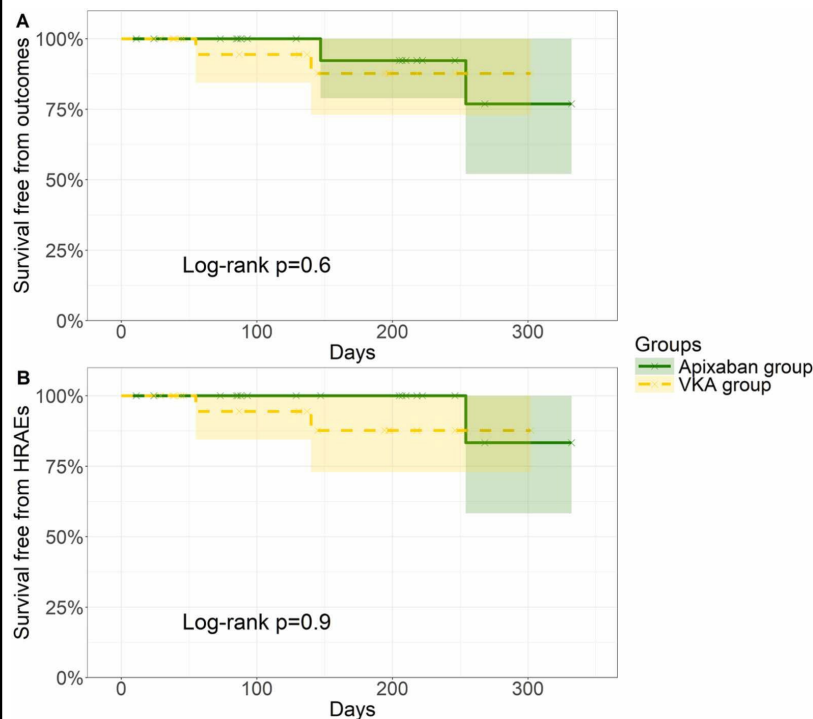 A
Survival free from outcomes
100%
75%
50%
25%
0%
Log-rank p=0.6
0 100 200 300
Days
Groups
Apixaban group
VKA group
B
Survival free from HRAEs
100%
75%
50%
25%
0%
Log-rank p=0.9
0 100 200 300
Days